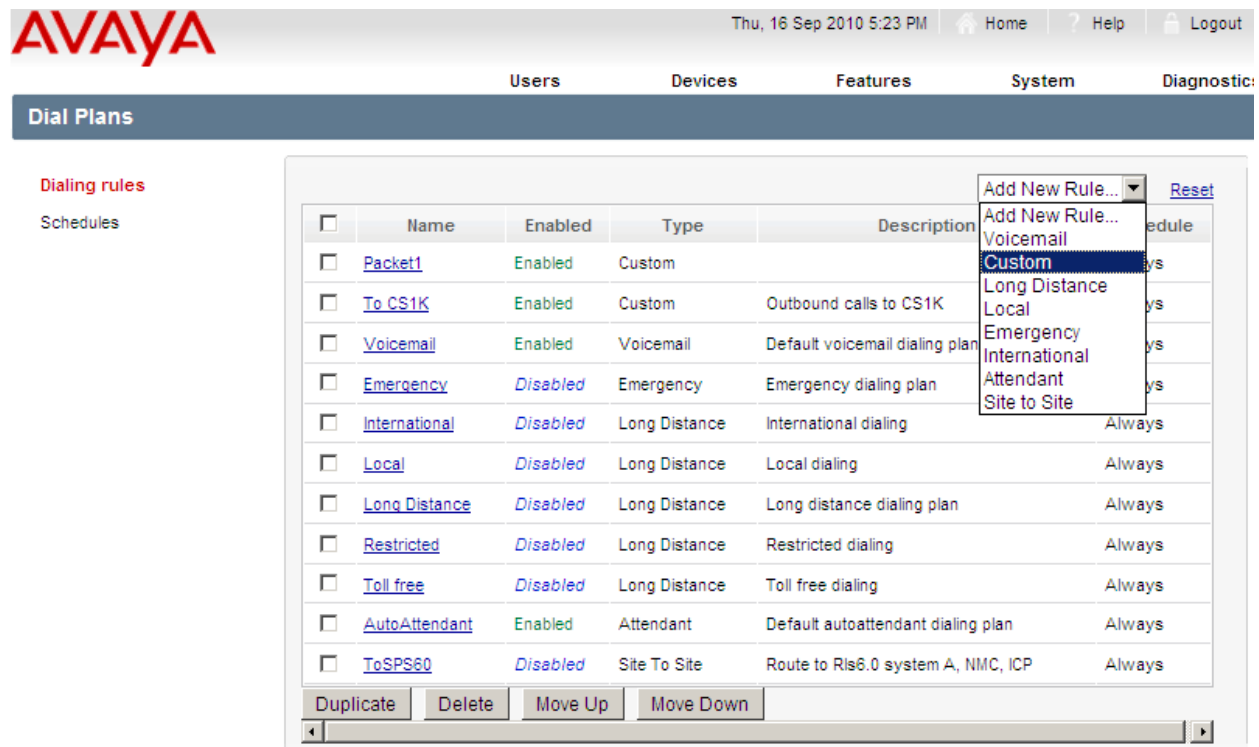 AVAYA
Thu, 16 Sep 2010 5:23 PM Home ? Help Logout
Users Devices Features System Diagnostics
Dial Plans
Dialing rules
Schedules
Add New Rule... Reset
Add New Rule...
Voicemail
Custom
Long Distance
Local
Emergency
International
Attendant
Site to Site
Name Enabled Type Description edule
Packet1 Enabled Custom ys
To CS1K Enabled Custom Outbound calls to CS1K ys
Voicemail Enabled Voicemail Default voicemail dialing plan ys
Emergency Disabled Emergency Emergency dialing plan ys
International Disabled Long Distance International dialing Always
Local Disabled Long Distance Local dialing Always
Long Distance Disabled Long Distance Long distance dialing plan Always
Restricted Disabled Long Distance Restricted dialing Always
Toll free Disabled Long Distance Toll free dialing Always
AutoAttendant Enabled Attendant Default autoattendant dialing plan Always
ToSPS60 Disabled Site To Site Route to Rls6.0 system A, NMC, ICP Always
Duplicate Delete Move Up Move Down